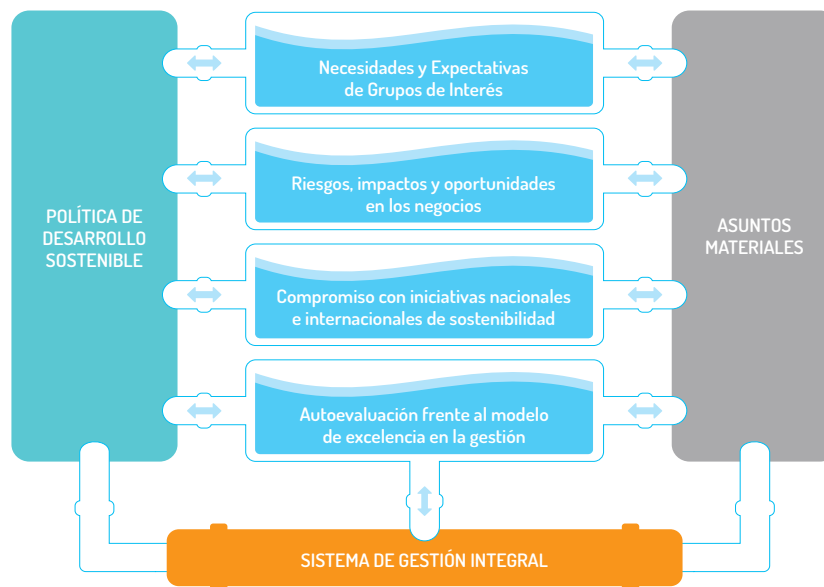 Necesidades y Expectativas
de Grupos de Interés
Riesgos, impactos y oportunidades
en los negocios
POLÍTICA DE
DESARROLLO
SOSTENIBLE
ASUNTOS
MATERIALES
Compromiso con iniciativas nacionales
e internacionales de sostenibilidad
Autoevaluación frente al modelo
de excelencia en la gestión
SISTEMA DE GESTIÓN INTEGRAL